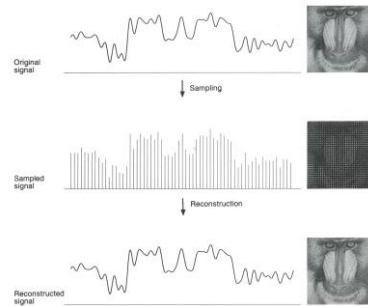 Original
signal
Sampling
Sampled
signal
Reconstruction
Reconstructed
signal